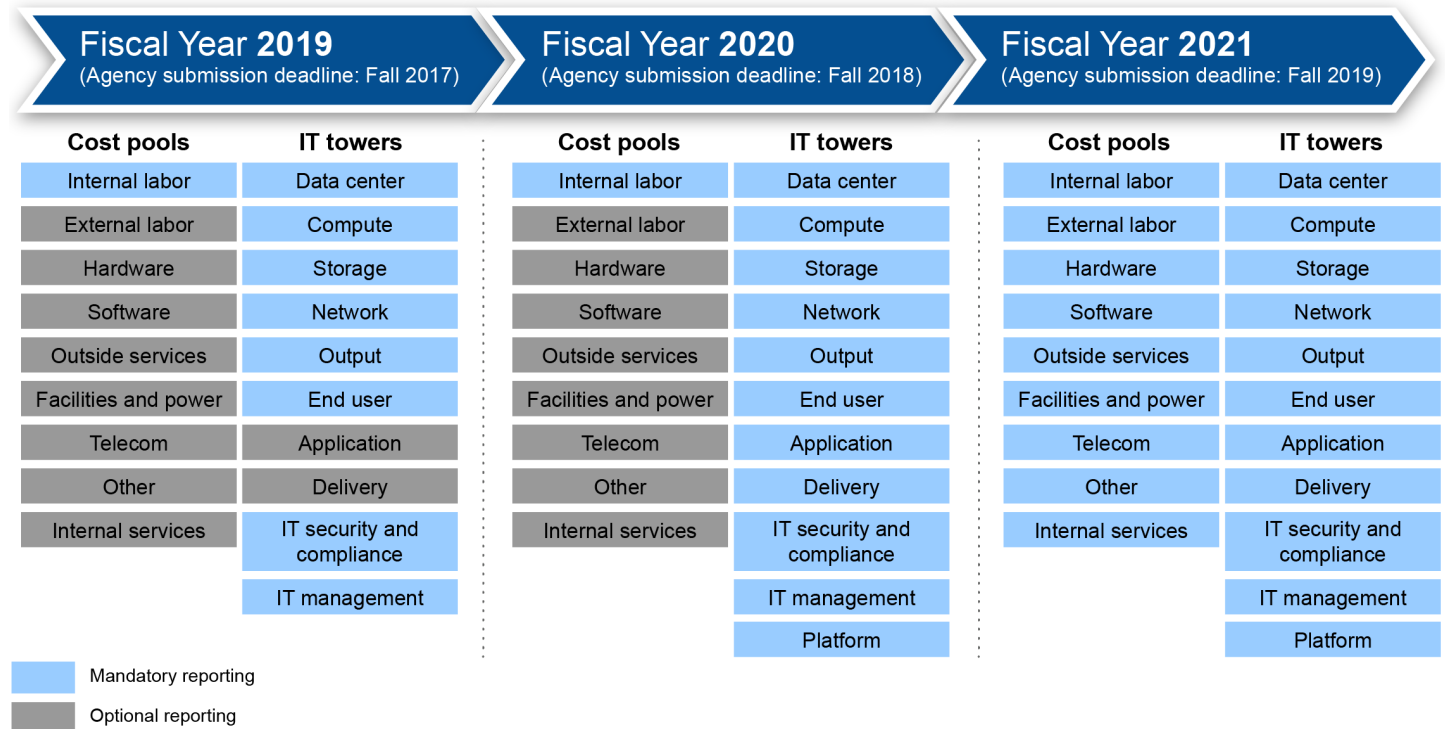 Fiscal Year 2019
(Agency submission deadline: Fall 2017)
Fiscal Year 2020
(Agency submission deadline: Fall 2018)
Fiscal Year 2021
(Agency submission deadline: Fall 2019)
Cost pools
Internal labor
External labor
Hardware
Software
Outside services
Facilities and power
Telecom
Other
Internal services
IT towers
Data center
Compute
Storage
Network
Output
End user
Application
Delivery
IT security and
compliance
IT management
Cost pools
Internal labor
External labor
Hardware
Software
Outside services
Facilities and power
Telecom
Other
Internal services
IT towers
Data center
Compute
Storage
Network
Output
End user
Application
Delivery
IT security and
compliance
IT management
Platform
Cost pools
Internal labor
External labor
Hardware
Software
Outside services
Facilities and power
Telecom
Other
Internal services
IT towers
Data center
Compute
Storage
Network
Output
End user
Application
Delivery
IT security and
compliance
IT management
Platform
Mandatory reporting
Optional reporting